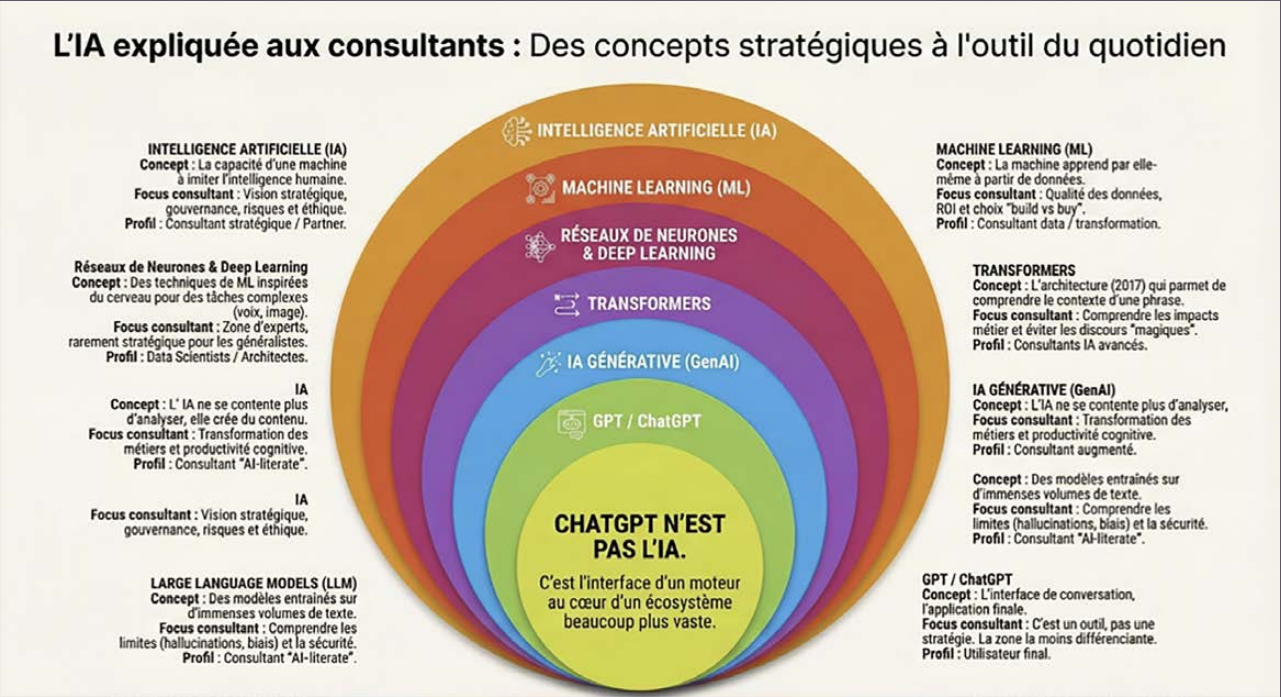 L'IA expliquée aux consultants : Des concepts stratégiques à l'outil du quotidien
INTELLIGENCE ARTIFICIELLE (IA)
Concept : La capacité d'une machine
à imiter l'intelligence humaine.
Focus consultant : Vision stratégique,
gouvernance, risques et éthique.
Profil : Consultant stratégique / Partner.
Réseaux de Neurones & Deep Learning
Concept : Des techniques de ML inspirées
du cerveau pour des tâches complexes
(voix, image).
Focus consultant : Zone d'experts,
rarement stratégique pour les généralistes.
Profil : Data Scientists / Architectes.
IA
Concept : L' IA ne se contente plus
d'analyser, elle crée du contenu.
Focus consultant : Transformation des
métiers et productivité cognitive.
Profil : Consultant "AI-literate".
IA
Focus consultant : Vision stratégique,
gouvernance, risques et éthique.
LARGE LANGUAGE MODELS (LLM)
Concept : Des modèles entrainés sur
d'immenses volumes de texte.
Focus consultant : Comprendre les
limites (hallucinations, biais) et la sécurité.
Profil : Consultant "AI-literate".
INTELLIGENCE ARTIFICIELLE (IA)
MACHINE LEARNING (ML)
RÉSEAUX DE NEURONES
& DEEP LEARNING
TRANSFORMERS
IA GÉNÉRATIVE (GenAI)
GPT / ChatGPT
CHATGPT N'EST
PAS L'IA.
C'est l'interface d'un moteur
au cœur d'un écosystème
beaucoup plus vaste.
MACHINE LEARNING (ML)
Concept : La machine apprend par elle-
même à partir de données.
Focus consultant : Qualité des données,
ROI et choix "build vs buy".
Profil : Consultant data / transformation.
TRANSFORMERS
Concept : L'architecture (2017) qui parmet de
comprendre le contexte d'une phrase.
Focus consultant : Comprendre les impacts
métier et éviter les discours "magiques".
Profil : Consultants IA avancés.
IA GÉNÉRATIVE (GenAI)
Concept : L'IA ne se contente plus d'analyser,
Focus consultant : Transformation des
métiers et productivité cognitive.
Profil : Consultant augmenté.
Concept : Des modèles entraînés sur
d'immenses volumes de texte.
Focus consultant : Comprendre les
limites (hallucinations, biais) et la sécurité.
Profil : Consultant "AI-literate".
GPT / ChatGPT
Concept : L'interface de conversation,
l'application finale.
Focus consultant : C'est un outil, pas une
stratégie. La zone la moins différenciante.
Profil : Utilisateur final.